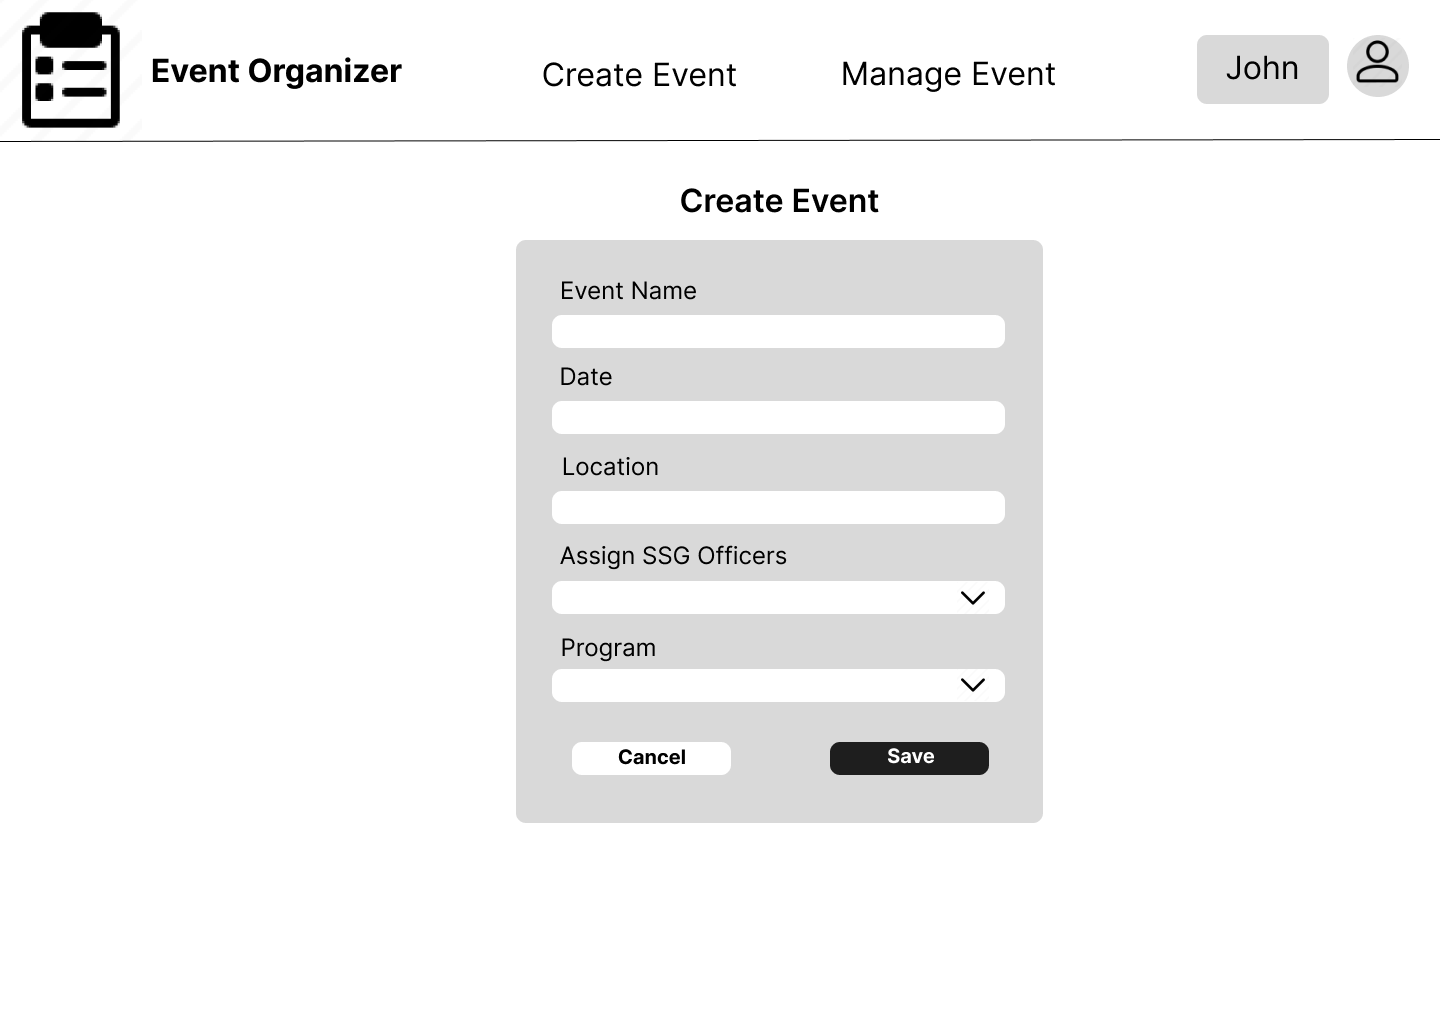 Event Organizer
Create Event
Manage Event
John
Create Event
Event Name
Date
Location
Assign SSG Officers
Program
Cancel
Save